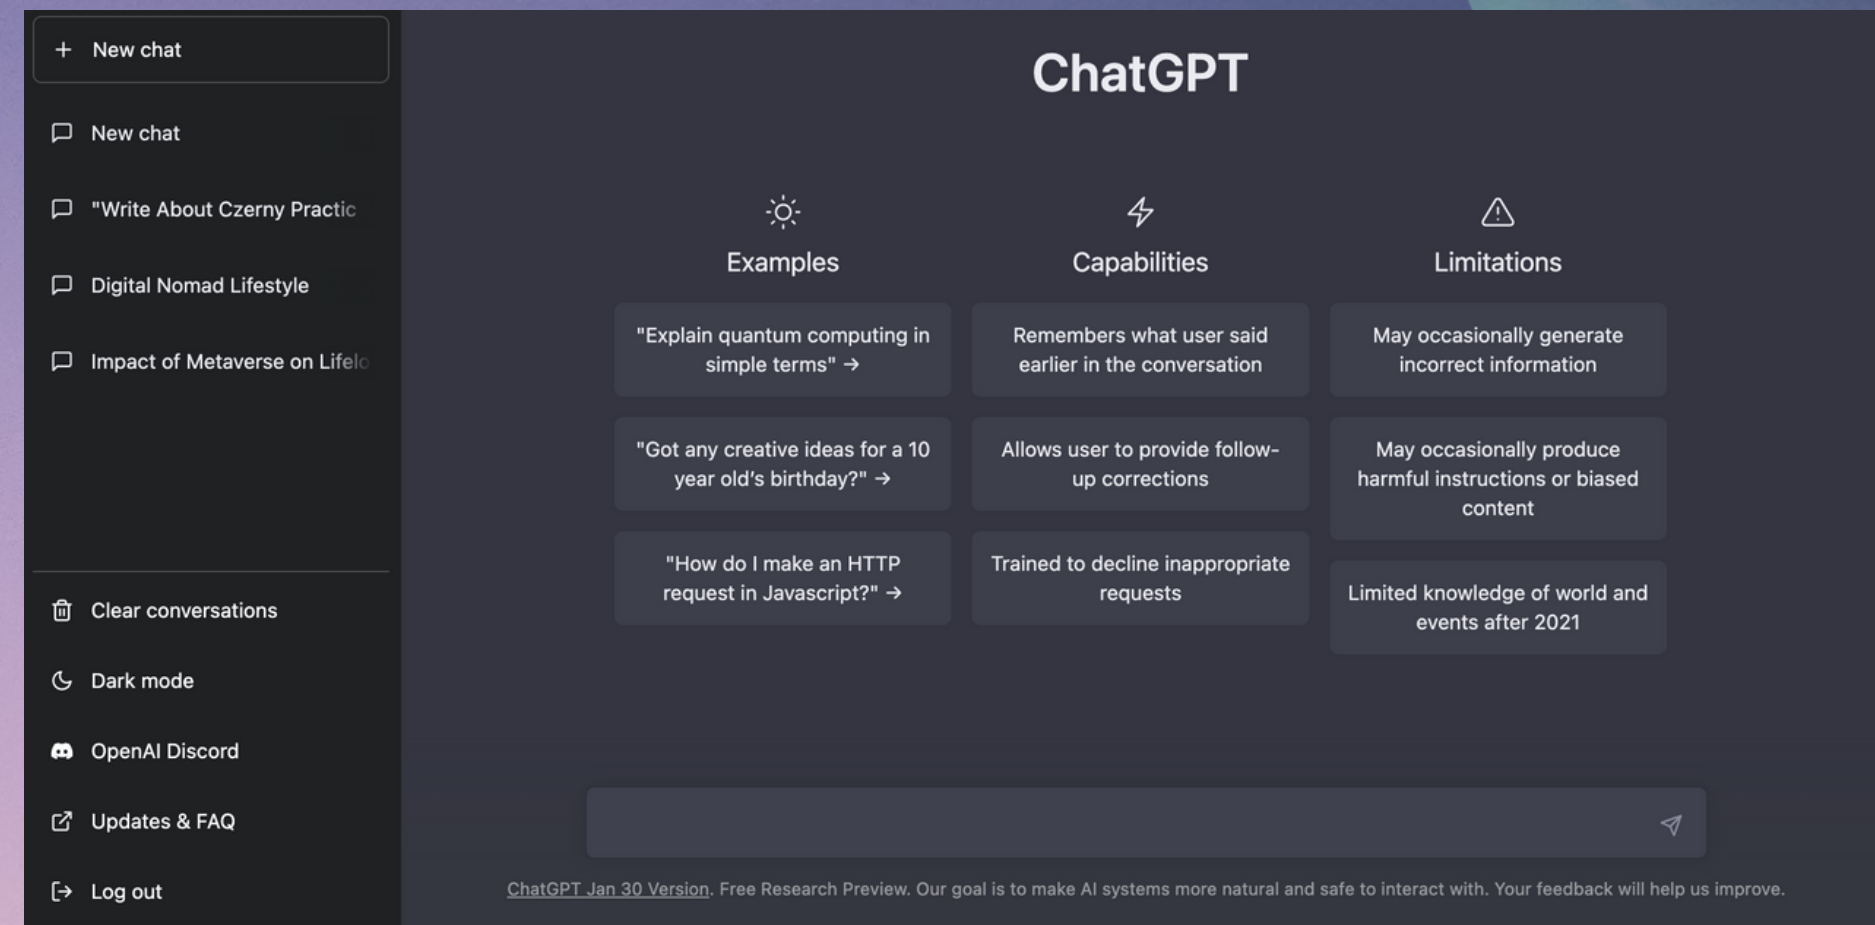 New chat
New chat
"Write About Czerny Practic
Digital Nomad Lifestyle
Impact of Metaverse on Lifelo
Clear conversations
Dark mode
OpenAI Discord
Updates & FAQ
Log out
ChatGPT
Examples
"Explain quantum computing in
simple terms" →
"Got any creative ideas for a 10
year old's birthday?" →
"How do I make an HTTP
request in Javascript?" →
Capabilities
Remembers what user said
earlier in the conversation
Allows user to provide follow-
up corrections
Trained to decline inappropriate
requests
Limitations
May occasionally generate
incorrect information
May occasionally produce
harmful instructions or biased
content
Limited knowledge of world and
events after 2021
ChatGPT Jan 30 Version. Free Research Preview. Our goal is to make AI systems more natural and safe to interact with. Your feedback will help us improve.